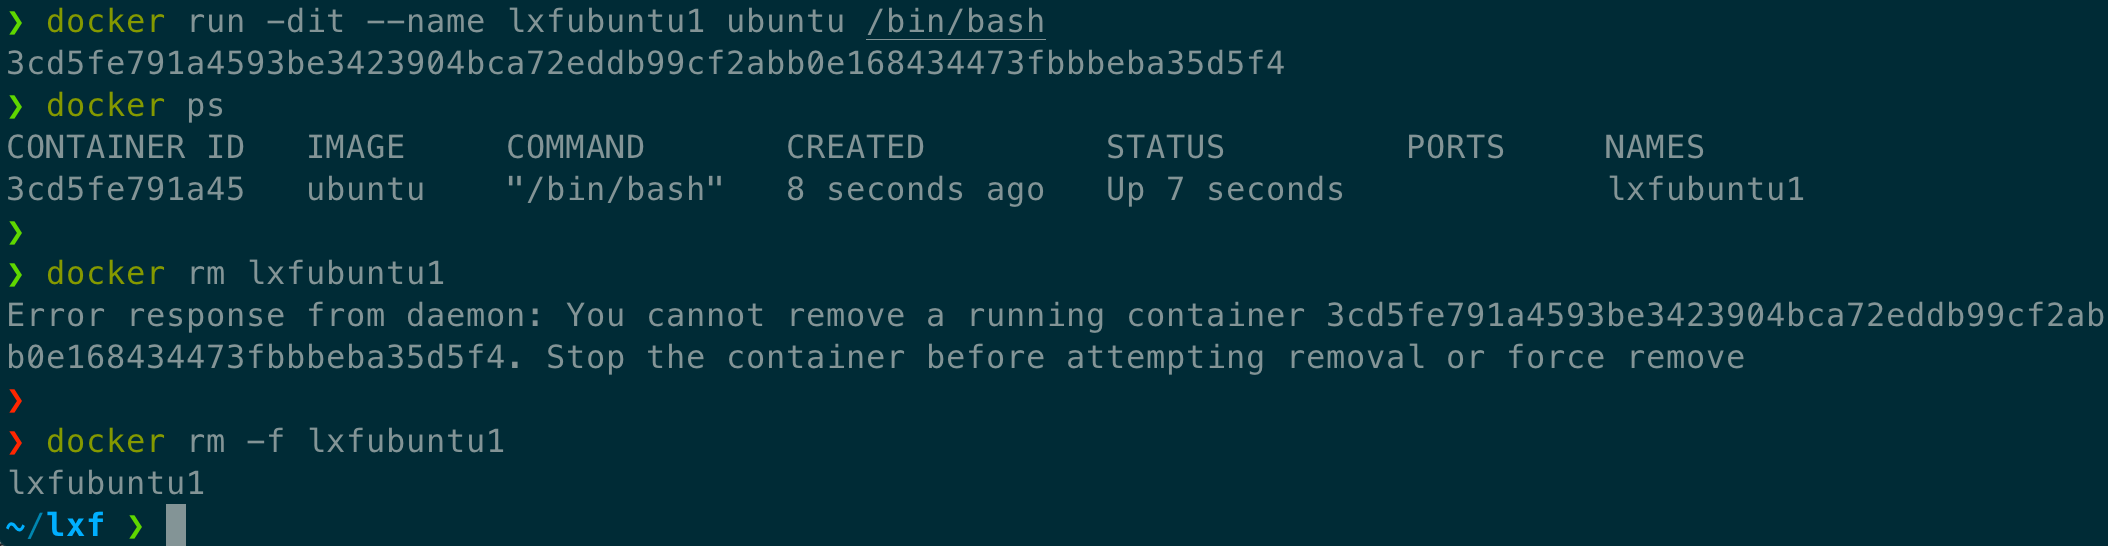 ❯ docker run -dit --name lxfubuntu1 ubuntu /bin/bash
3cd5fe791a4593be3423904bca72eddb99cf2abb0e168434473fbbbeba35d5f4
❯ docker ps
CONTAINER ID   IMAGE     COMMAND       CREATED         STATUS         PORTS     NAMES
3cd5fe791a45   ubuntu    "/bin/bash"   8 seconds ago   Up 7 seconds             lxfubuntu1
❯
❯ docker rm lxfubuntu1
Error response from daemon: You cannot remove a running container 3cd5fe791a4593be3423904bca72eddb99cf2ab
b0e168434473fbbbeba35d5f4. Stop the container before attempting removal or force remove
❯
❯ docker rm -f lxfubuntu1
lxfubuntu1
~/lxf ❯